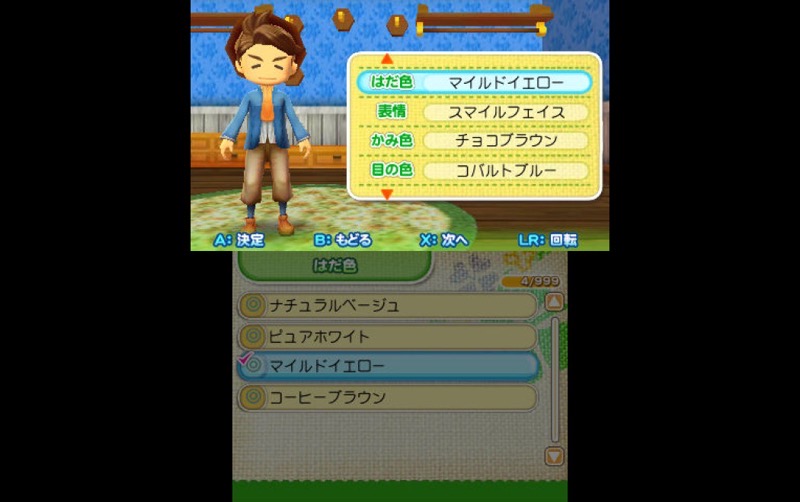 はだ色 マイルドイエロー
表情 スマイルフェイス
かみ色 チョコブラウン
目の色 コバルトブルー
A: 決定 B: もどる X: 次へ LR: 回転
はだ色
4/999
ナチュラルベージュ
ピュアホワイト
マイルドイエロー
コーヒーブラウン